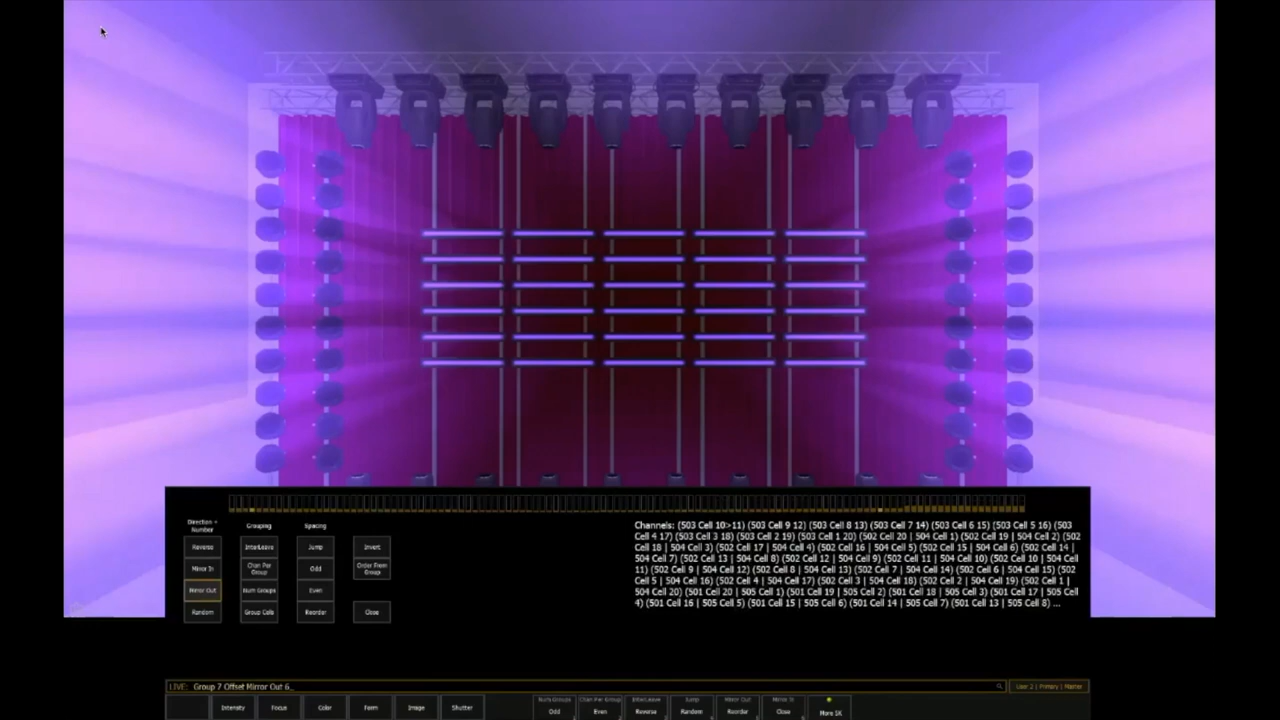 Direction +
Number
Grouping
Spacing
Reverse
InterLeave
Jump
Invert
Mirror In
Chan Per
Group
Odd
Order From
Group
Mirror Out
Num Groups
Even
Random
Group Cells
Reorder
Close
Channels: (503 Cell 10>11) (503 Cell 9 12) (503 Cell 8 13) (503 Cell 7 14) (503 Cell 6 15) (503 Cell 5 16) (503
Cell 4 17) (503 Cell 3 18) (503 Cell 2 19) (503 Cell 1 20) (502 Cell 20 | 504 Cell 1) (502 Cell 19 | 504 Cell 2) (502
Cell 18 | 504 Cell 3) (502 Cell 17 | 504 Cell 4) (502 Cell 16 | 504 Cell 5) (502 Cell 15 | 504 Cell 6) (502 Cell 14 |
504 Cell 7) (502 Cell 13 | 504 Cell 8) (502 Cell 12 | 504 Cell 9) (502 Cell 11 | 504 Cell 10) (502 Cell 10 | 504 Cell
11) (502 Cell 9 | 504 Cell 12) (502 Cell 8 | 504 Cell 13) (502 Cell 7 | 504 Cell 14) (502 Cell 6 | 504 Cell 15) (502
Cell 5 | 504 Cell 16) (502 Cell 4 | 504 Cell 17) (502 Cell 3 | 504 Cell 18) (502 Cell 2 | 504 Cell 19) (502 Cell 1 |
504 Cell 20) (501 Cell 20 | 505 Cell 1) (501 Cell 19 | 505 Cell 2) (501 Cell 18 | 505 Cell 3) (501 Cell 17 | 505 Cell
4) (501 Cell 16 | 505 Cell 5) (501 Cell 15 | 505 Cell 6) (501 Cell 14 | 505 Cell 7) (501 Cell 13 | 505 Cell 8) ...
LIVE: Group 7 Offset Mirror Out 6_
User 2 | Primary | Master
Intensity
Focus
Color
Form
Image
Shutter
Num Groups
Odd
Chan Per Group
Even
InterLeave
Reverse
Jump
Random
Mirror Out
Reorder
Mirror In
Close
More SK